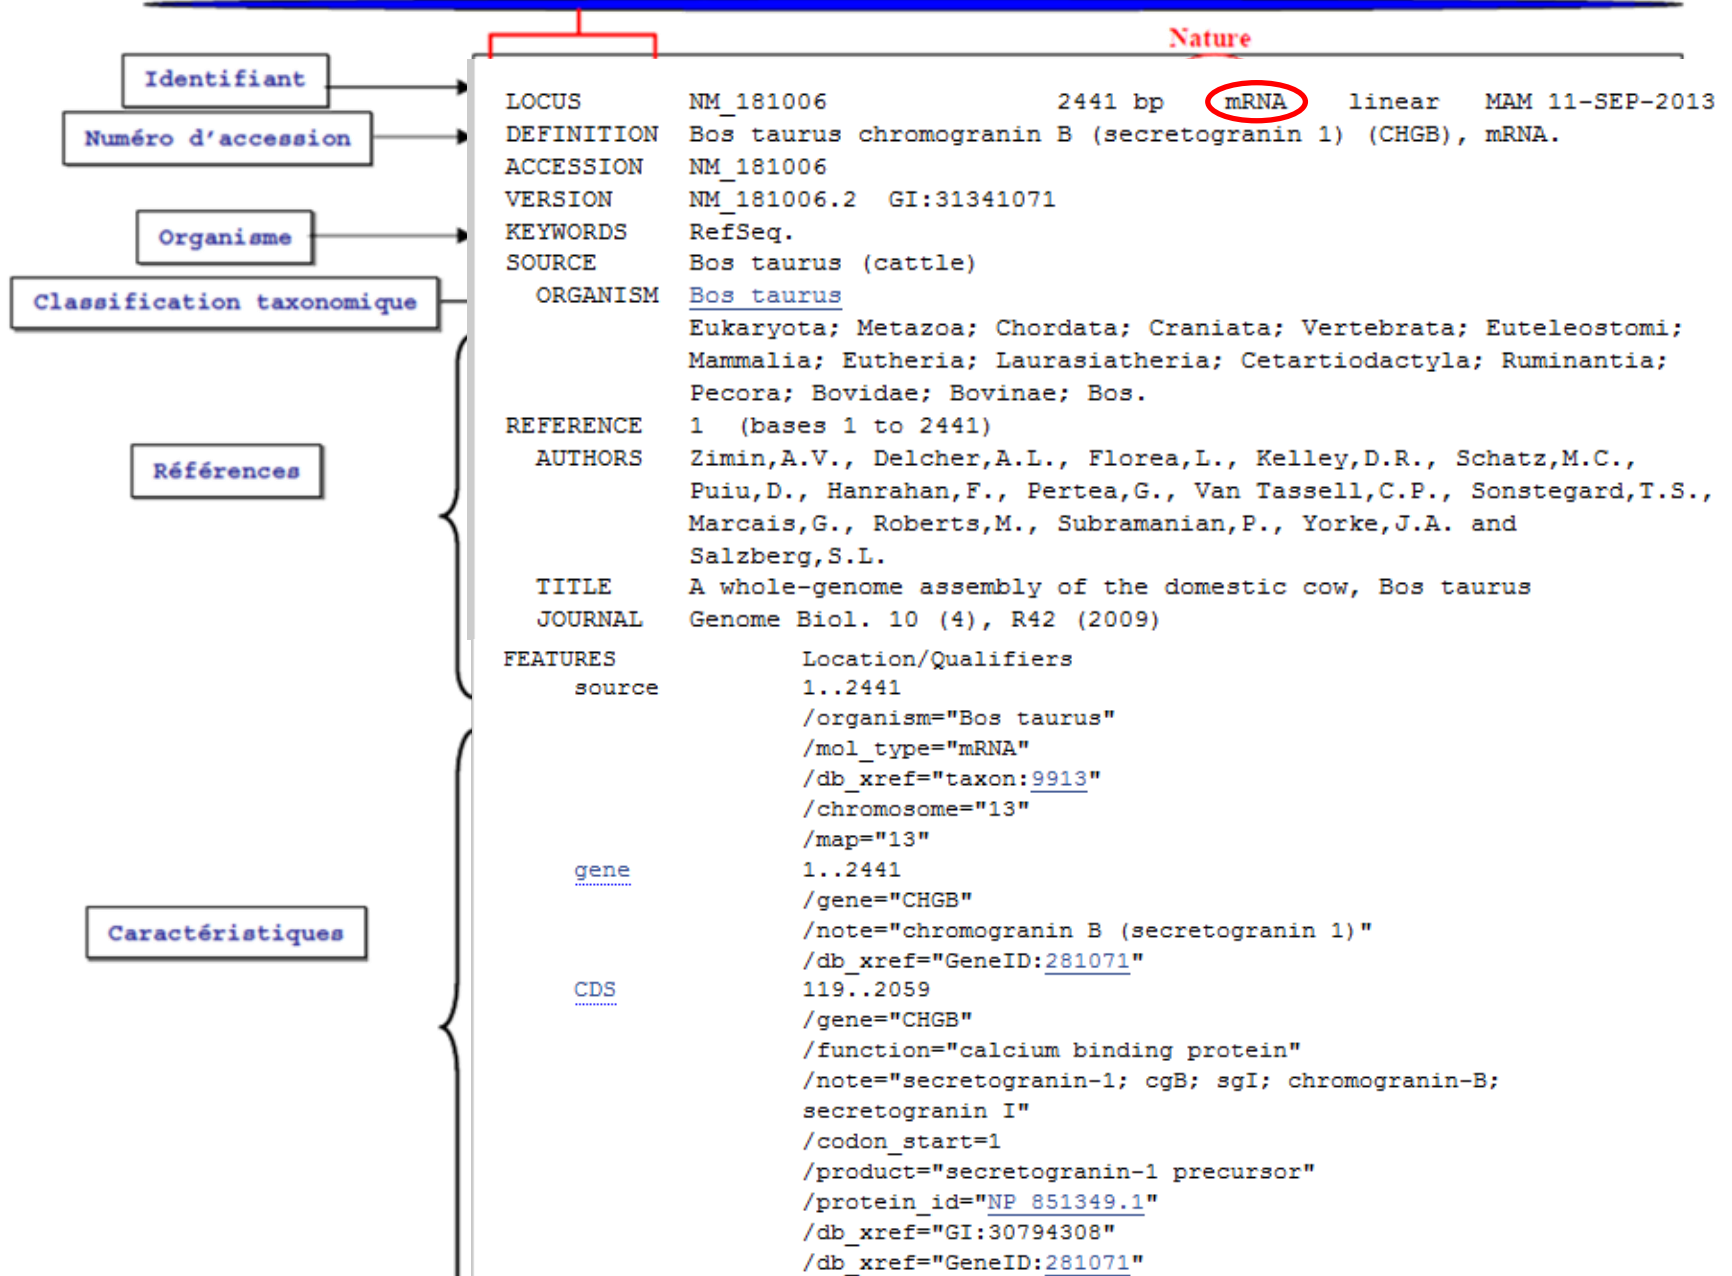 Nature
Identifiant
LOCUS NM_181006 2441 bp mRNA linear MAM 11-SEP-2013
Numéro d'accession
DEFINITION Bos taurus chromogranin B (secretogranin 1) (CHGB), mRNA.
ACCESSION NM_181006
VERSION NM_181006.2 GI:31341071
Organisme
KEYWORDS RefSeq.
SOURCE Bos taurus (cattle)
Classification taxonomique
ORGANISM Bos taurus
Eukaryota; Metazoa; Chordata; Craniata; Vertebrata; Euteleostomi;
Mammalia; Eutheria; Laurasiatheria; Cetartiodactyla; Ruminantia;
Pecora; Bovidae; Bovinae; Bos.
REFERENCE 1 (bases 1 to 2441)
Références
AUTHORS Zimin,A.V., Delcher,A.L., Florea,L., Kelley,D.R., Schatz,M.C.,
Puiu,D., Hanrahan,F., Pertea,G., Van Tassell,C.P., Sonstegard,T.S.,
Marcais,G., Roberts,M., Subramanian,P., Yorke,J.A. and
Salzberg,S.L.
TITLE A whole-genome assembly of the domestic cow, Bos taurus
JOURNAL Genome Biol. 10 (4), R42 (2009)
FEATURES Location/Qualifiers
source 1..2441
/organism="Bos taurus"
/mol_type="mRNA"
/db_xref="taxon:9913"
/chromosome="13"
/map="13"
gene 1..2441
/gene="CHGB"
Caractéristiques
/note="chromogranin B (secretogranin 1)"
/db_xref="GeneID:281071"
CDS 119..2059
/gene="CHGB"
/function="calcium binding protein"
/note="secretogranin-1; cgB; sgI; chromogranin-B;
secretogranin I"
/codon_start=1
/product="secretogranin-1 precursor"
/protein_id="NP_851349.1"
/db_xref="GI:30794308"
/db_xref="GeneID:281071"